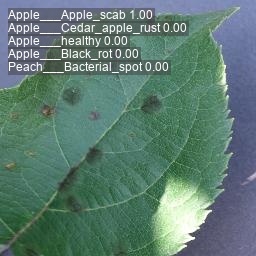 Apple___Apple_scab 1.00
Apple___Cedar_apple_rust 0.00
Apple___healthy 0.00
Apple___Black_rot 0.00
Peach___Bacterial_spot 0.00